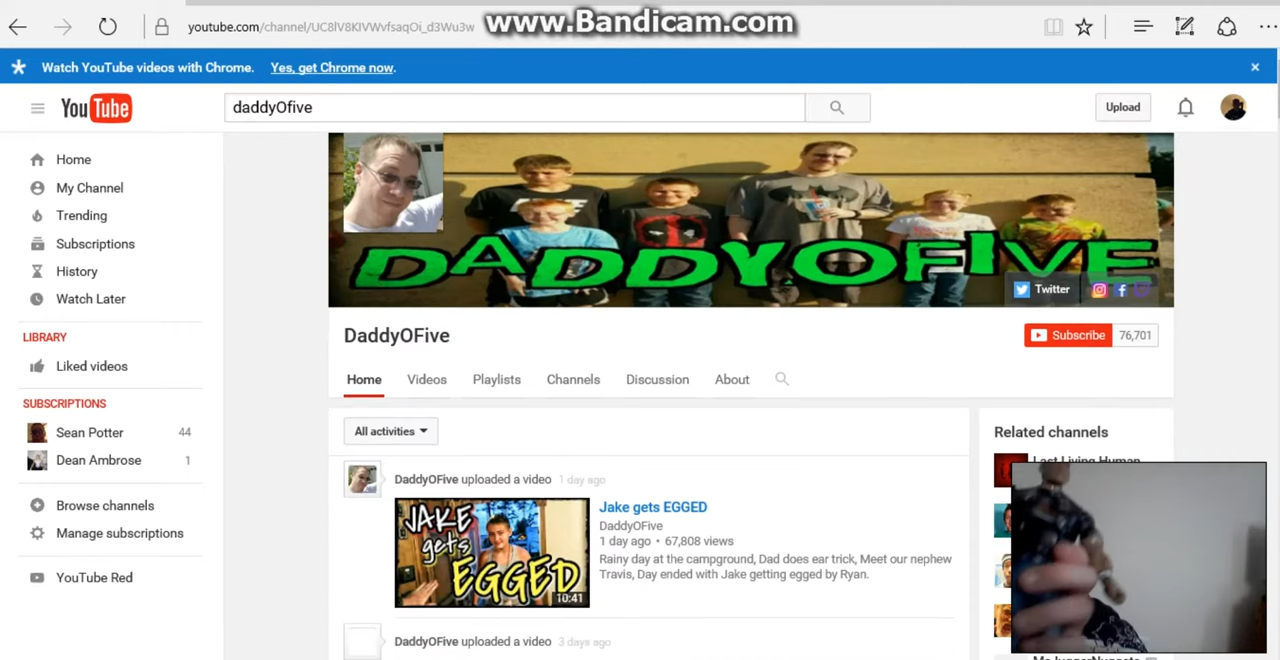 www.Bandicam.com
youtube.com/channel/UC8lV8KIVWvfsaqOi_d3Wu3w
Watch YouTube videos with Chrome. Yes, get Chrome now.
YouTube
daddyOfive
Upload
Home
My Channel
Trending
Subscriptions
History
Watch Later
LIBRARY
Liked videos
SUBSCRIPTIONS
Sean Potter 44
Dean Ambrose 1
Browse channels
Manage subscriptions
YouTube Red
DADDYOFIVE
Twitter
DaddyOFive
Subscribe 76,701
Home Videos Playlists Channels Discussion About
All activities
DaddyOFive uploaded a video 1 day ago
JAKE gets EGGED
10:41
Jake gets EGGED
DaddyOFive
1 day ago • 67,808 views
Rainy day at the campground, Dad does ear trick, Meet our nephew
Travis, Day ended with Jake getting egged by Ryan.
DaddyOFive uploaded a video 3 days ago
Related channels
Last Living Human